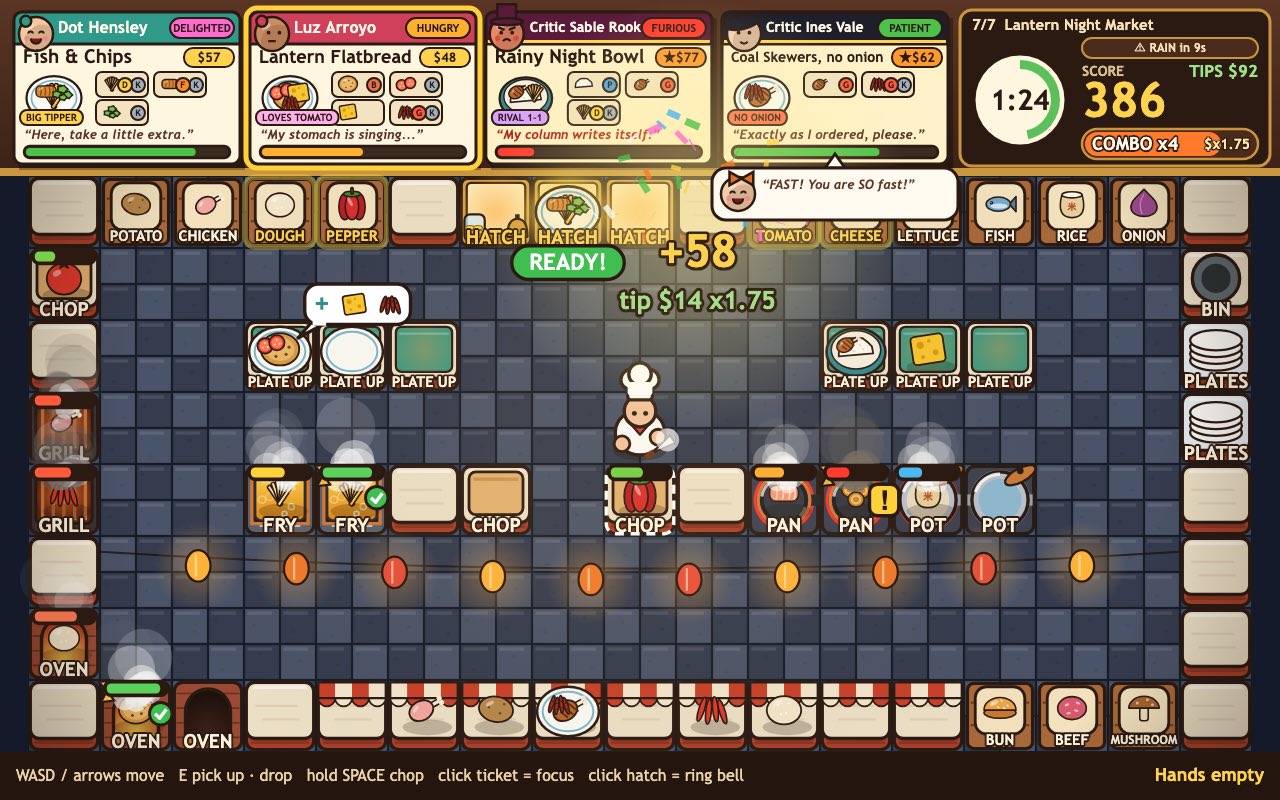 Dot Hensley DELIGHTED
Fish & Chips $57
D K F K
K
BIG TIPPER
"Here, take a little extra."
Luz Arroyo HUNGRY
Lantern Flatbread $48
B K
G K
LOVES TOMATO
"My stomach is singing..."
Critic Sable Rook FURIOUS
Rainy Night Bowl ★$77
P G
D K
RIVAL 1-1
"My column writes itself."
Critic Ines Vale PATIENT
Coal Skewers, no onion ★$62
G G K
NO ONION
"Exactly as I ordered, please."
7/7 Lantern Night Market
⚠ RAIN in 9s
1:24
SCORE TIPS $92
386
COMBO x4 $x1.75
"FAST! You are SO fast!"
POTATO CHICKEN DOUGH PEPPER HATCH HATCH HATCH TOMATO CHEESE LETTUCE FISH RICE ONION
READY! +58
tip $14 x1.75
CHOP BIN
+
PLATE UP PLATE UP PLATE UP PLATE UP PLATE UP PLATE UP PLATES
GRILL PLATES
GRILL FRY FRY CHOP CHOP PAN PAN ! POT POT
OVEN
OVEN OVEN BUN BEEF MUSHROOM
WASD / arrows move E pick up · drop hold SPACE chop click ticket = focus click hatch = ring bell Hands empty